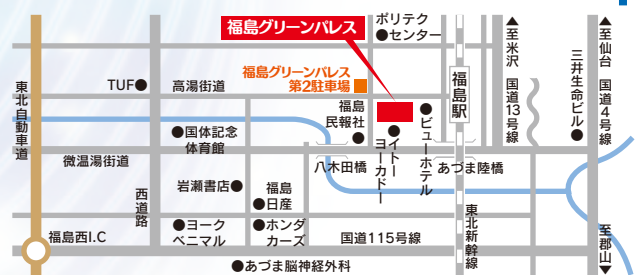 福島グリーンパレス
ポリテク
●センター
▲至米沢 国道13号線
▲至仙台 国道4号線
三井生命ビル●
TUF●
高湯街道
福島グリーンパレス
第2駐車場
福島駅
東北自動車道
福島
民報社
●
●イトー
ヨーカドー
●ビューホテル
●国体記念
体育館
微温湯街道
八木田橋
あづま陸橋
西道路
岩瀬書店●
福島
●日産
●ヨーク
ベニマル
●ホンダ
カーズ
国道115号線
東北新幹線
福島西I.C
至郡山▼
●あづま脳神経外科